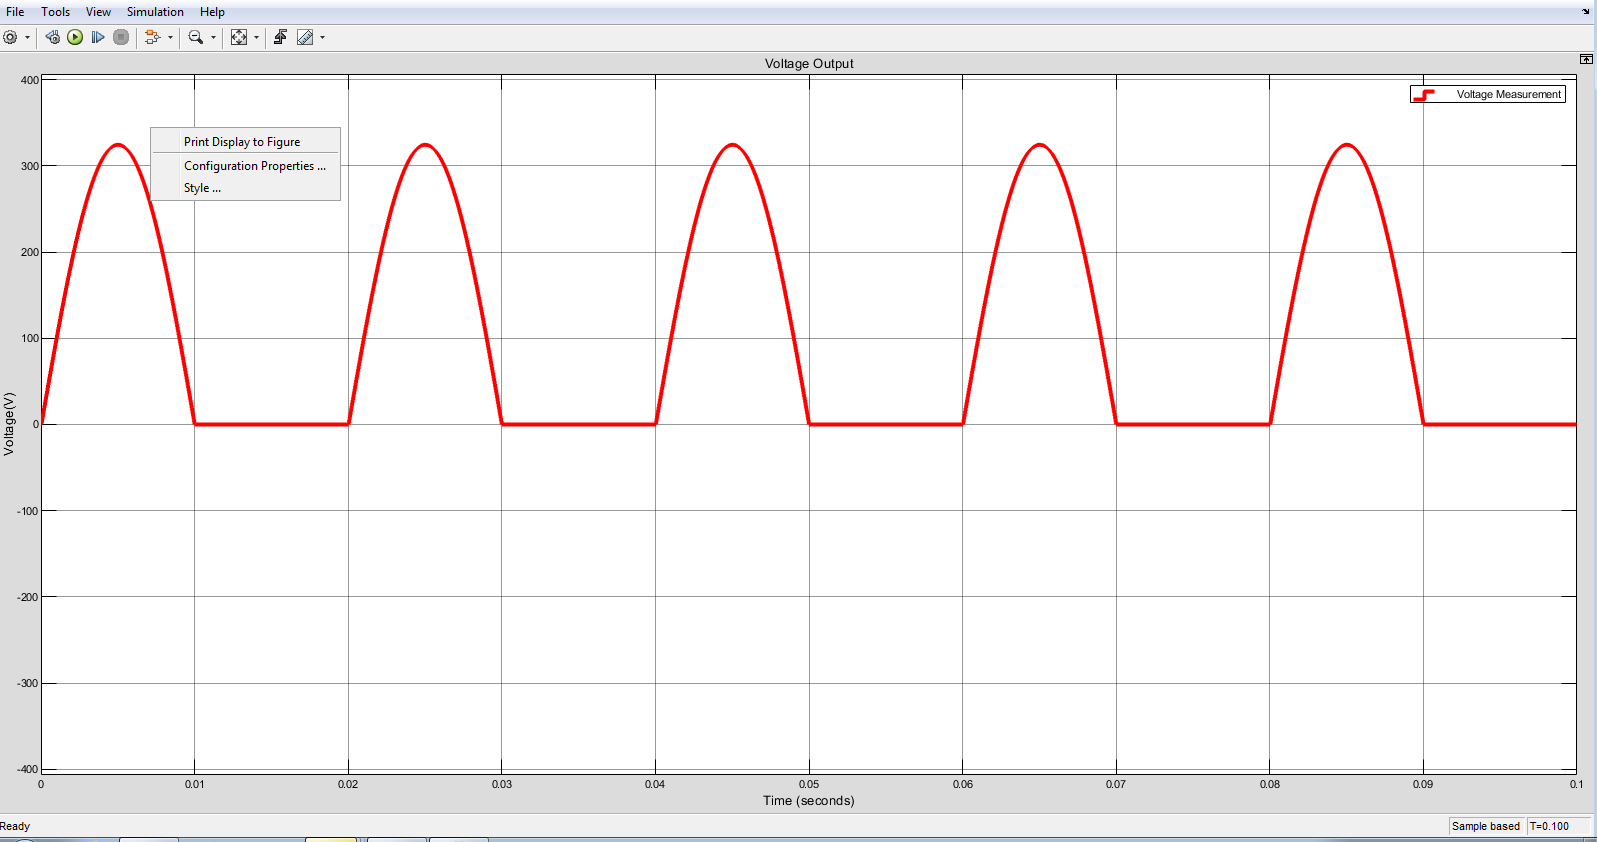 File Tools View Simulation Help
Voltage Output
Voltage Measurement
Print Display to Figure
Configuration Properties ...
Style ...
400
300
200
100
0
-100
-200
-300
-400
Voltage(V)
0 0.01 0.02 0.03 0.04 0.05 0.06 0.07 0.08 0.09 0.1
Time (seconds)
Ready
Sample based T=0.100